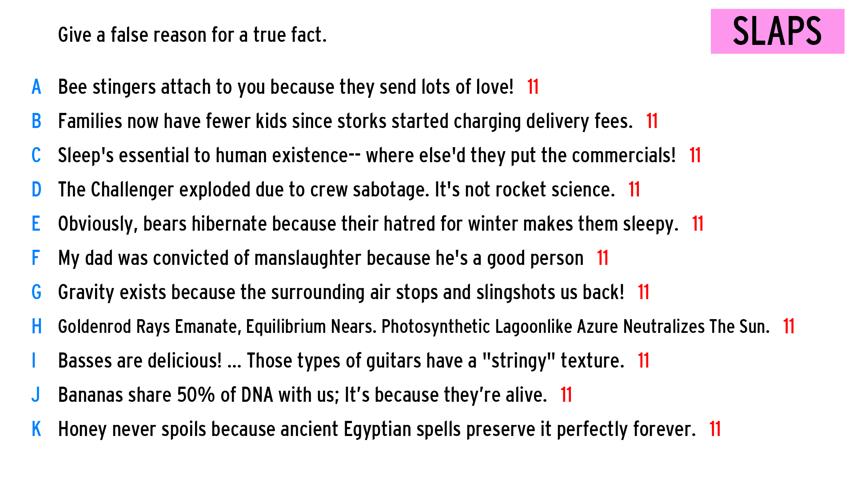 Give a false reason for a true fact.
SLAPS
A Bee stingers attach to you because they send lots of love! 11
B Families now have fewer kids since storks started charging delivery fees. 11
C Sleep's essential to human existence-- where else'd they put the commercials! 11
D The Challenger exploded due to crew sabotage. It's not rocket science. 11
E Obviously, bears hibernate because their hatred for winter makes them sleepy. 11
F My dad was convicted of manslaughter because he's a good person 11
G Gravity exists because the surrounding air stops and slingshots us back! 11
H Goldenrod Rays Emanate, Equilibrium Nears. Photosynthetic Lagoonlike Azure Neutralizes The Sun. 11
I Basses are delicious! ... Those types of guitars have a "stringy" texture. 11
J Bananas share 50% of DNA with us; It’s because they’re alive. 11
K Honey never spoils because ancient Egyptian spells preserve it perfectly forever. 11